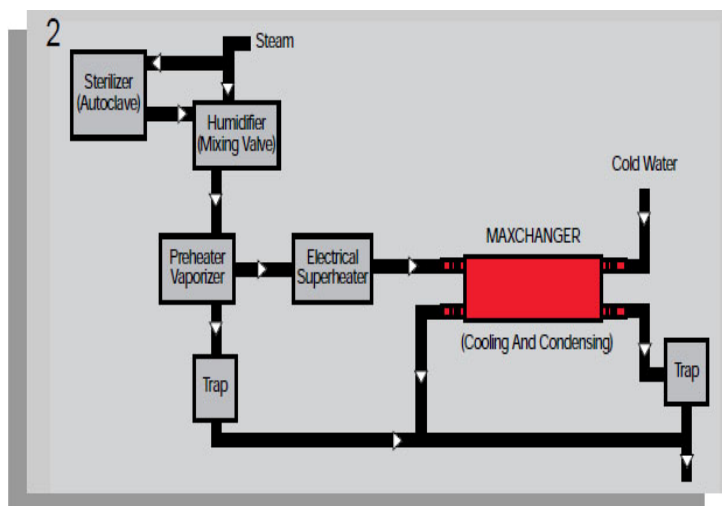 2
Steam
Sterilizer
(Autoclave)
Humidifier
(Mixing Valve)
Cold Water
Preheater
Vaporizer
Electrical
Superheater
MAXCHANGER
(Cooling And Condensing)
Trap
Trap